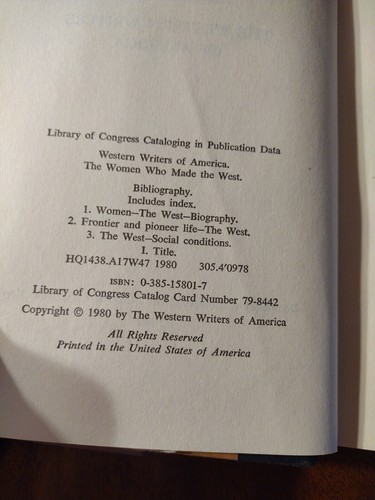 Library of Congress Cataloging in Publication Data
Western Writers of America.
The Women Who Made the West.
Bibliography.
Includes index.
1. Women—The West—Biography.
2. Frontier and pioneer life—The West.
3. The West—Social conditions.
I. Title.
HQ1438.A17W47 1980 305.4'0978
ISBN: 0-385-15801-7
Library of Congress Catalog Card Number 79-8442
Copyright © 1980 by The Western Writers of America
All Rights Reserved
Printed in the United States of America